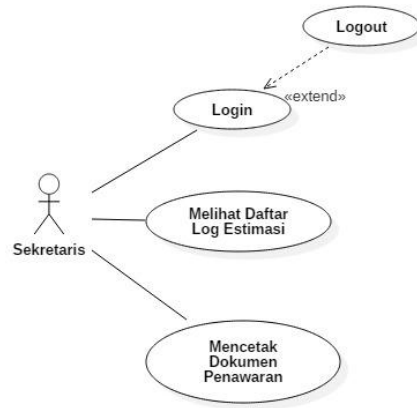 Logout
«extend»
Login
Melihat Daftar
Log Estimasi
Sekretaris
Mencetak
Dokumen
Penawaran